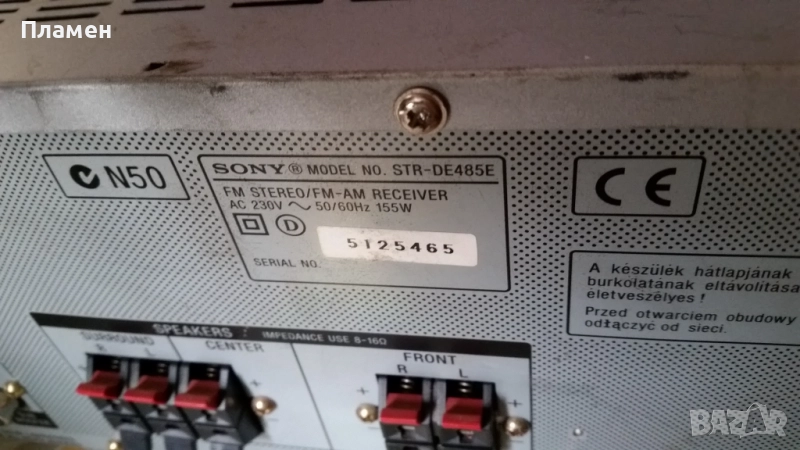 Пламен
N50
SONY® MODEL NO. STR-DE485E
FM STEREO/FM-AM RECEIVER
AC 230V ~ 50/60Hz 155W
D
5125465
SERIAL NO.
CE
A készülék hátlapjának
burkolatanak eltávolítása
életveszélyes !
Przed otwarciem obudowy
odłączyć od sieci.
SPEAKERS : IMPEDANCE USE 8-16Ω
SURROUND
R L
CENTER
FRONT
R L
+ − + −
BAZAR